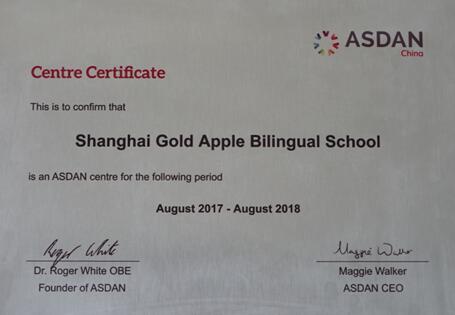 ASDAN
China
Centre Certificate
This is to confirm that
Shanghai Gold Apple Bilingual School
is an ASDAN centre for the following period
August 2017 - August 2018
Roger White
Maggie Walker
Dr. Roger White OBE
Maggie Walker
Founder of ASDAN
ASDAN CEO